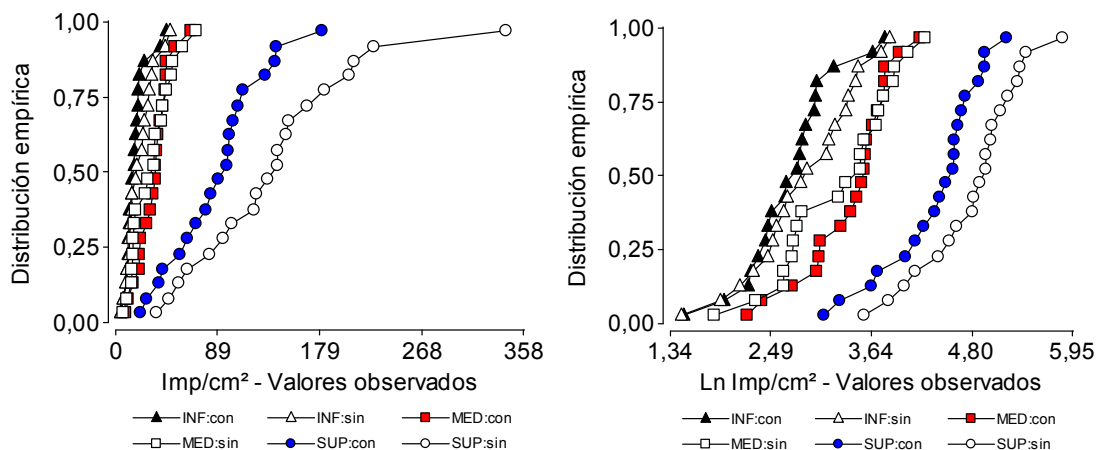 1,00
0,75
0,50
0,25
0,00
Distribución empírica
0 89 179 268 358
Imp/cm² - Valores observados
INF:con INF:sin MED:con
MED:sin SUP:con SUP:sin
1,00
0,75
0,50
0,25
0,00
Distribución empírica
1,34 2,49 3,64 4,80 5,95
Ln Imp/cm² - Valores observados
INF:con INF:sin MED:con
MED:sin SUP:con SUP:sin